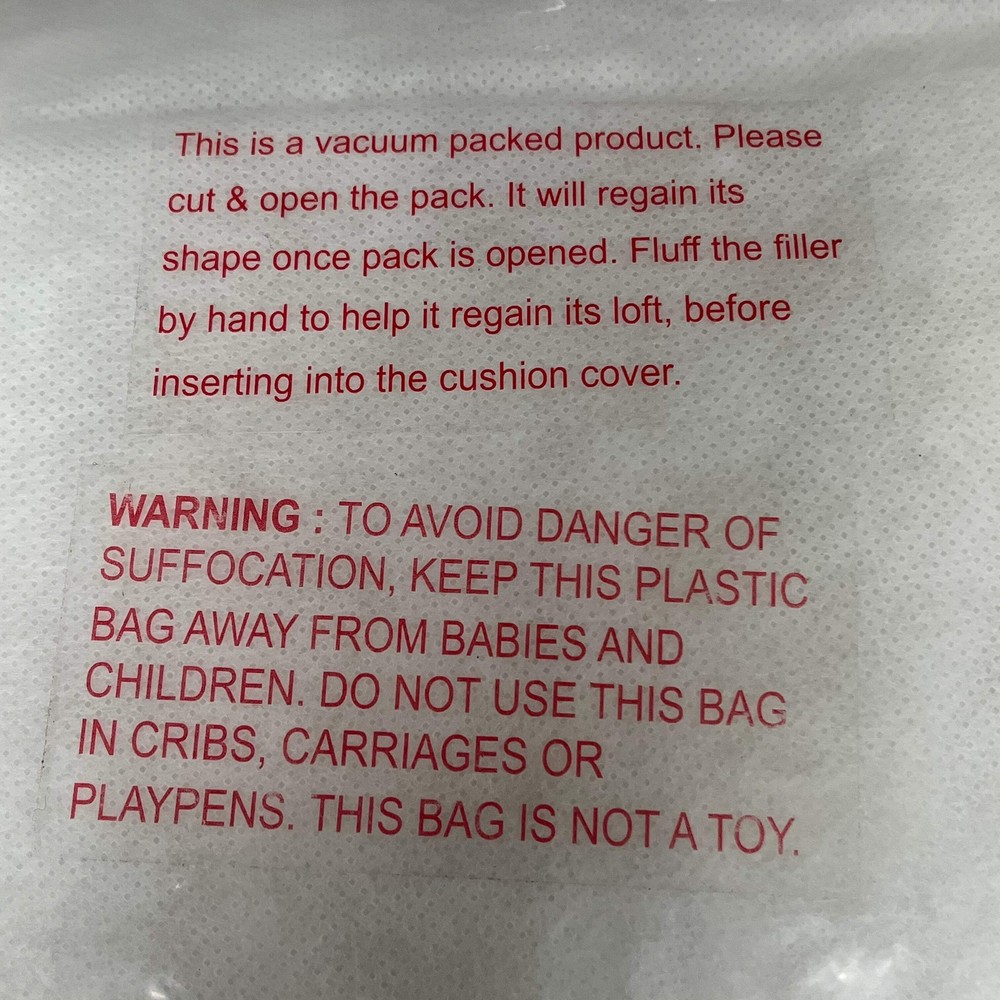 This is a vacuum packed product. Please
cut & open the pack. It will regain its
shape once pack is opened. Fluff the filler
by hand to help it regain its loft, before
inserting into the cushion cover.
WARNING : TO AVOID DANGER OF
SUFFOCATION, KEEP THIS PLASTIC
BAG AWAY FROM BABIES AND
CHILDREN. DO NOT USE THIS BAG
IN CRIBS, CARRIAGES OR
PLAYPENS. THIS BAG IS NOT A TOY.